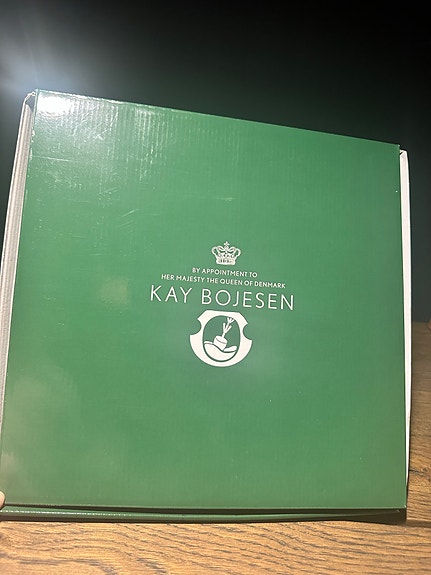 BY APPOINTMENT TO
HER MAJESTY THE QUEEN OF DENMARK
KAY BOJESEN